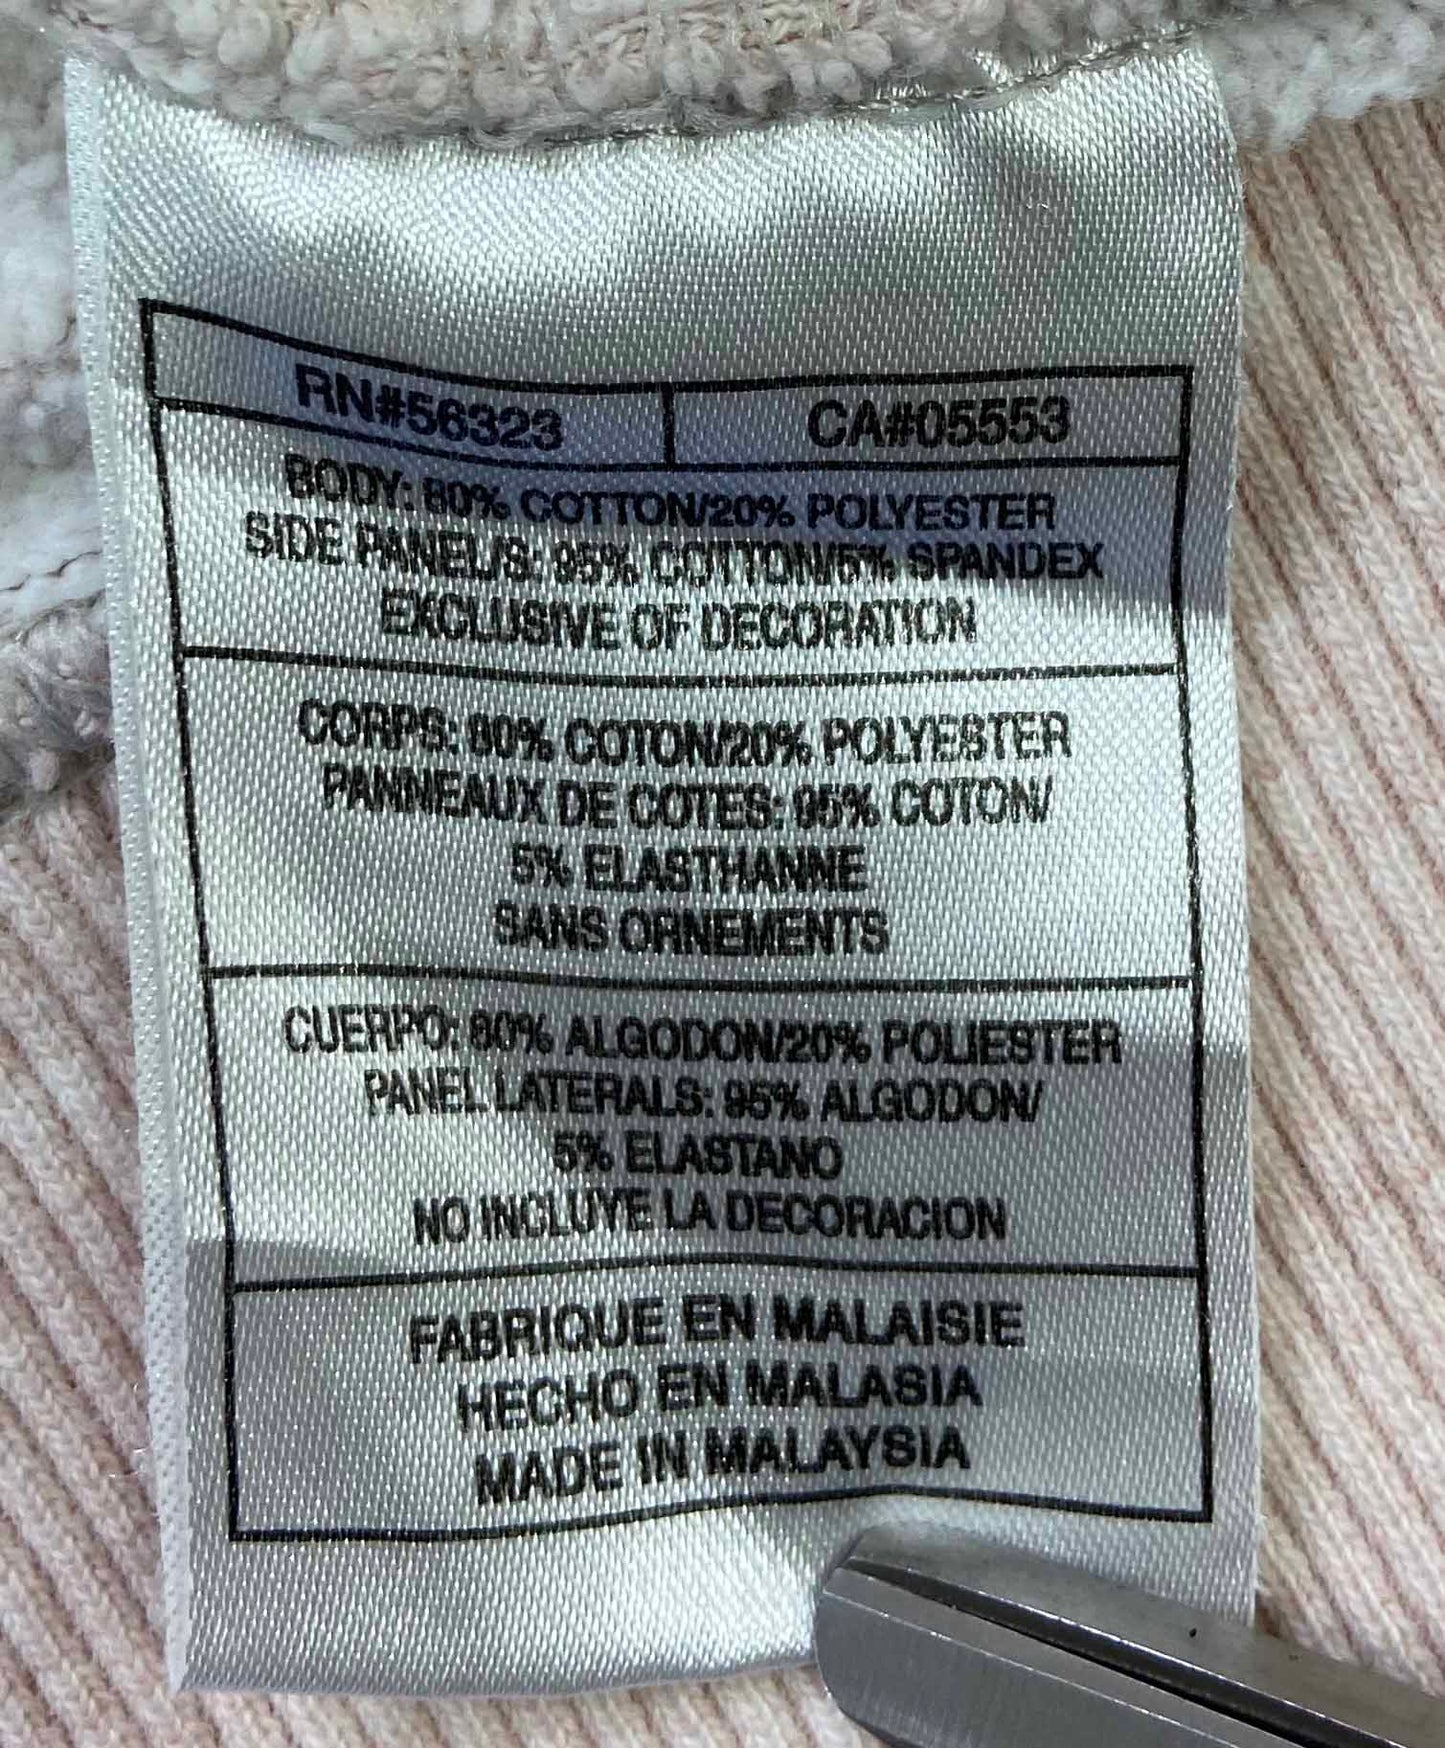 RN#56323 CA#05553
BODY: 80% COTTON/20% POLYESTER
SIDE PANEL/S: 95% COTTON/5% SPANDEX
EXCLUSIVE OF DECORATION
CORPS: 80% COTON/20% POLYESTER
PANNEAUX DE COTES: 95% COTON/
5% ELASTHANNE
SANS ORNEMENTS
CUERPO: 80% ALGODON/20% POLIESTER
PANEL LATERALS: 95% ALGODON/
5% ELASTANO
NO INCLUYE LA DECORACION
FABRIQUE EN MALAISIE
HECHO EN MALASIA
MADE IN MALAYSIA